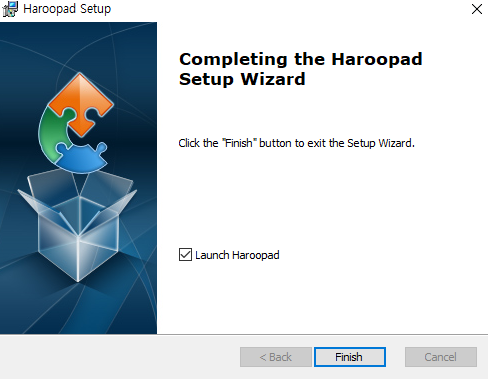 Haroopad Setup
Completing the Haroopad
Setup Wizard
Click the "Finish" button to exit the Setup Wizard.
Launch Haroopad
< Back
Finish
Cancel